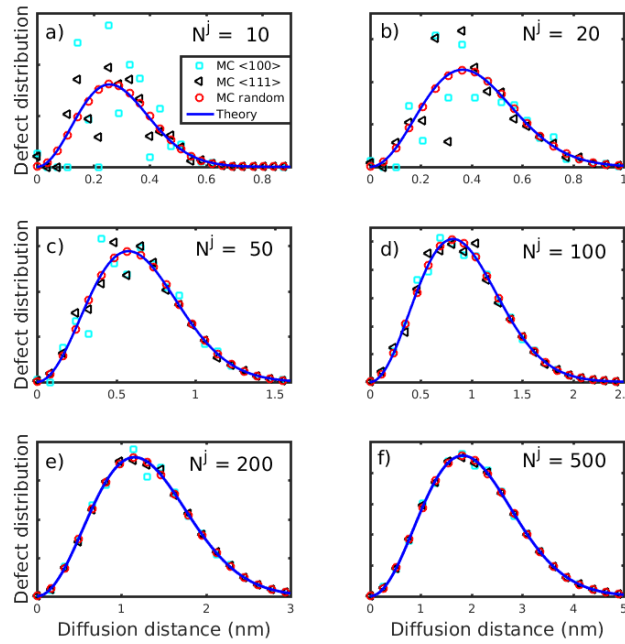 a) N^j = 10
MC <100>
MC <111>
MC random
Theory
Defect distribution
0 0.2 0.4 0.6 0.8
b) N^j = 20
0 0.2 0.4 0.6 0.8 1
c) N^j = 50
Defect distribution
0 0.5 1 1.5
d) N^j = 100
0 0.5 1 1.5 2 2.5
e) N^j = 200
Defect distribution
0 1 2 3
Diffusion distance (nm)
f) N^j = 500
0 1 2 3 4 5
Diffusion distance (nm)